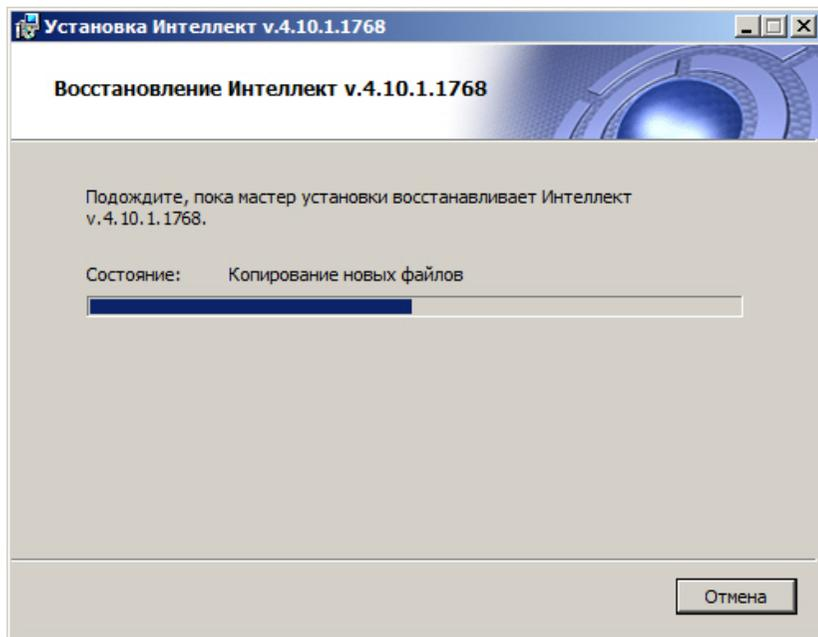 Установка Интеллект v.4.10.1.1768
Восстановление Интеллект v.4.10.1.1768
Подождите, пока мастер установки восстанавливает Интеллект
v.4.10.1.1768.
Состояние: Копирование новых файлов
Отмена